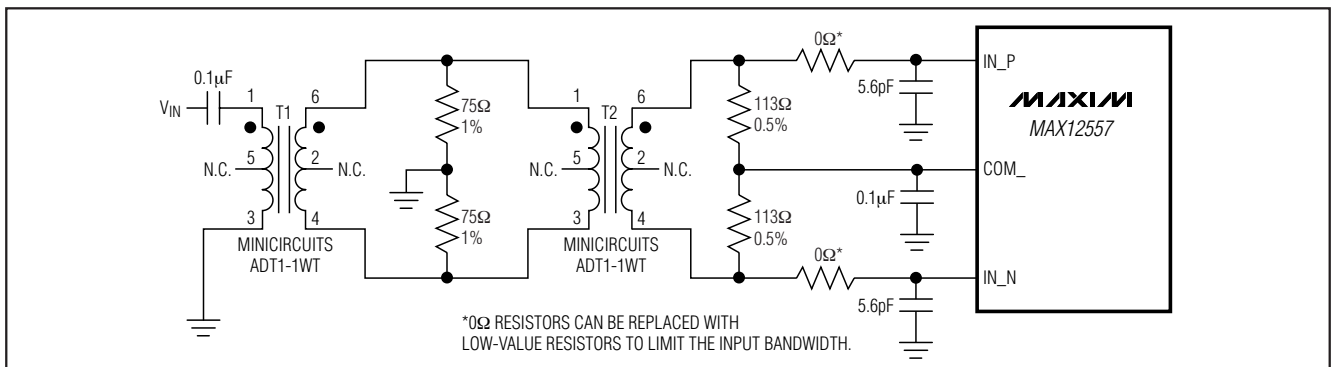 0.1μF
VIN
1
T1
6
5
N.C.
2
N.C.
3
4
MINICIRCUITS
ADT1-1WT
75Ω
1%
75Ω
1%
1
T2
6
5
N.C.
2
N.C.
3
4
MINICIRCUITS
ADT1-1WT
113Ω
0.5%
113Ω
0.5%
0Ω*
5.6pF
0.1μF
0Ω*
5.6pF
IN_P
MAXIM
MAX12557
COM_
IN_N
*0Ω RESISTORS CAN BE REPLACED WITH
LOW-VALUE RESISTORS TO LIMIT THE INPUT BANDWIDTH.